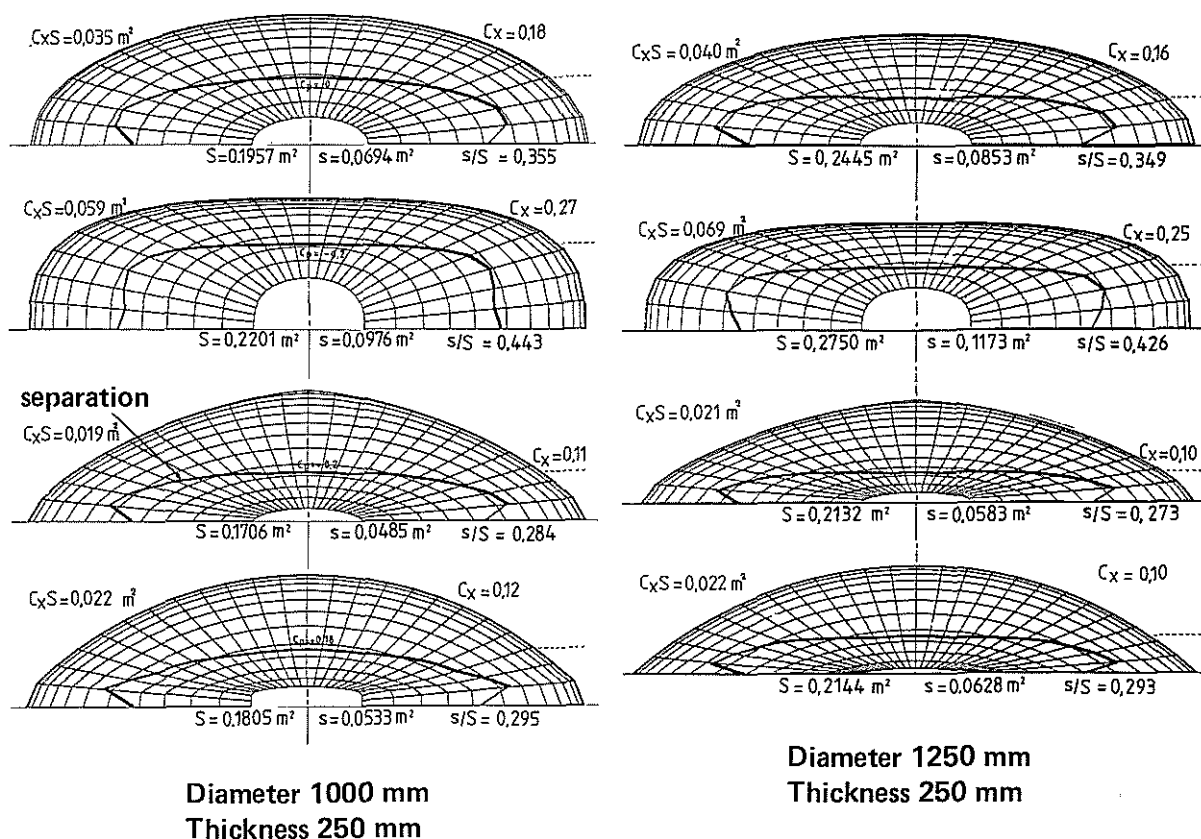 CxS=0,035 m²
Cx=0,18
S=0.1957 m² s=0,0694 m² s/S = 0,355
CxS=0,059 m²
Cx=0,27
S=0,2201 m² s=0,0976 m² s/S = 0,443
separation
CxS=0,019 m²
Cx=0,11
S=0.1706 m² s=0,0485 m² s/S = 0,284
CxS=0,022 m²
Cx=0,12
S=0.1805 m² s=0,0533 m² s/S = 0,295
Diameter 1000 mm
Thickness 250 mm
CxS=0,040 m²
Cx=0,16
S = 0,2445 m² s=0,0853 m² s/S = 0,349
CxS=0,069 m²
Cx=0,25
S=0,2750 m² s=0,1173 m² s/S = 0,426
CxS=0,021 m²
Cx=0,10
S=0,2132 m² s=0,0583 m² s/S = 0,273
CxS=0,022 m²
Cx=0,10
S=0,2144 m² s=0,0628 m² s/S = 0,293
Diameter 1250 mm
Thickness 250 mm